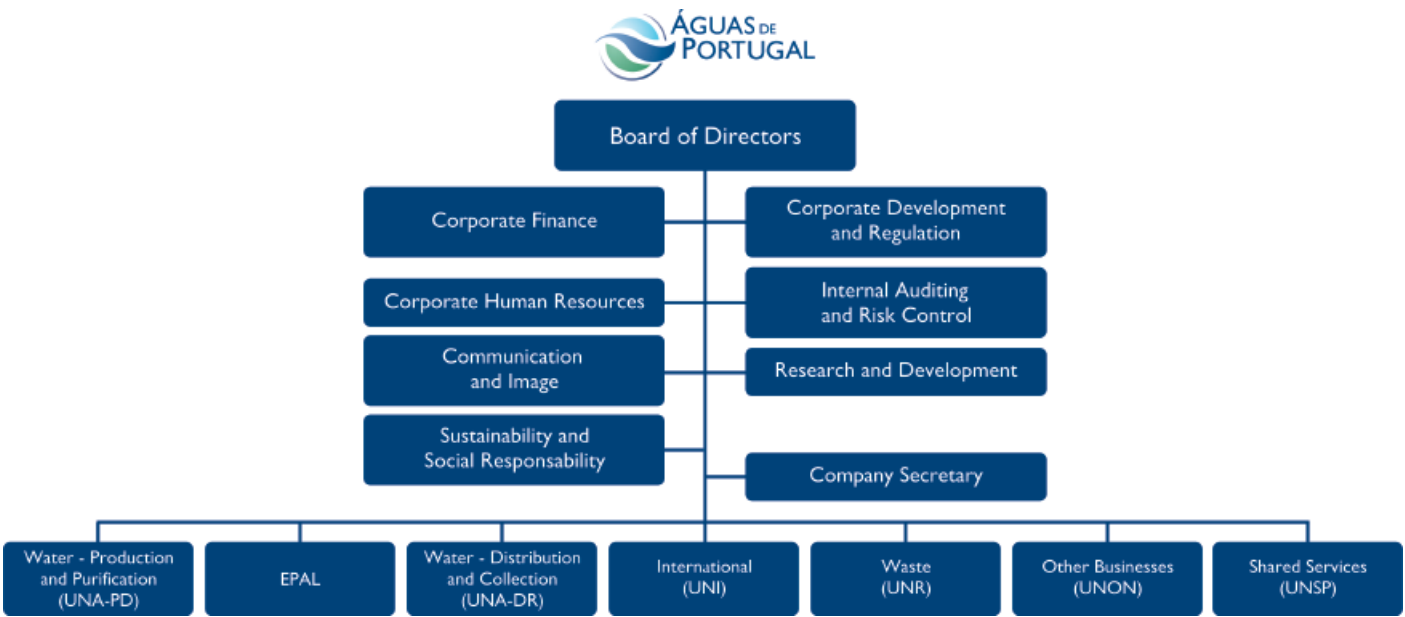 ÁGUAS DE
PORTUGAL
Board of Directors
Corporate Finance
Corporate Development
and Regulation
Corporate Human Resources
Internal Auditing
and Risk Control
Communication
and Image
Research and Development
Sustainability and
Social Responsability
Company Secretary
Water - Production
and Purification
(UNA-PD)
EPAL
Water - Distribution
and Collection
(UNA-DR)
International
(UNI)
Waste
(UNR)
Other Businesses
(UNON)
Shared Services
(UNSP)